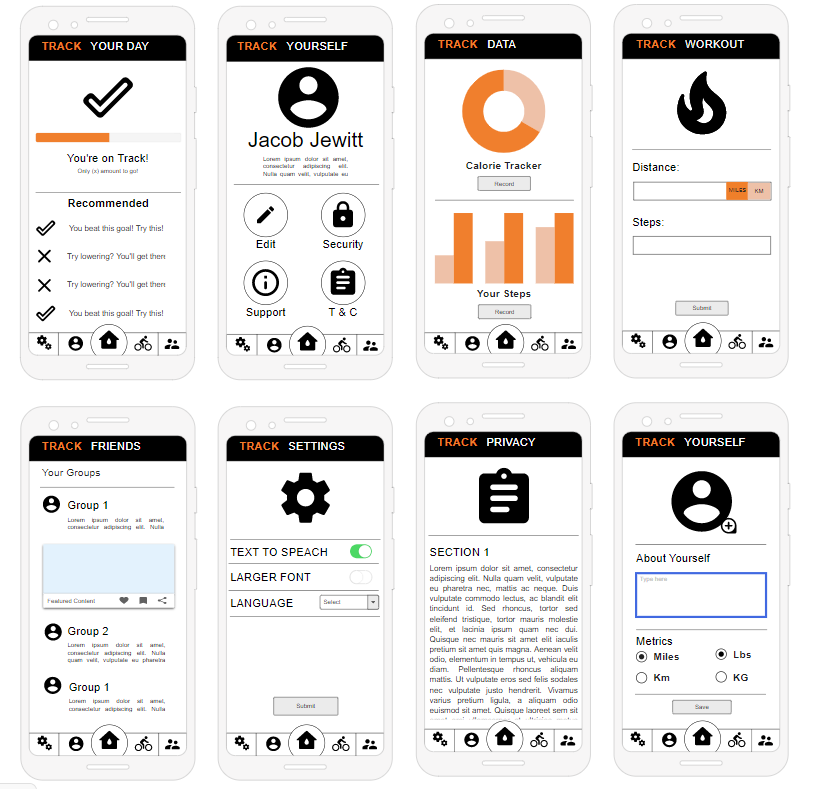 TRACK YOUR DAY
You're on Track!
Only (x) amount to go!
Recommended
You beat this goal! Try this!
Try lowering? You'll get there
Try lowering? You'll get there
You beat this goal! Try this!
TRACK YOURSELF
Jacob Jewitt
Lorem ipsum dolor sit amet,
consectetur adipiscing elit.
Nulla quam velit, vulputate eu
Edit
Security
Support
T & C
TRACK DATA
Calorie Tracker
Record
Your Steps
Record
TRACK WORKOUT
Distance:
MILES
KM
Steps:
Submit
TRACK FRIENDS
Your Groups
Group 1
Lorem ipsum dolor sit amet,
consectetur adipiscing elit. Nulla
Featured Content
Group 2
Lorem ipsum dolor sit amet,
consectetur adipiscing elit. Nulla
quam velit, vulputate eu pharetra
Group 1
Lorem ipsum dolor sit amet,
consectetur adipiscing elit. Nulla
TRACK SETTINGS
TEXT TO SPEACH
LARGER FONT
LANGUAGE
Select
Submit
TRACK PRIVACY
SECTION 1
Lorem ipsum dolor sit amet, consectetur
adipiscing elit. Nulla quam velit, vulputate
eu pharetra nec, mattis ac neque. Duis
vulputate commodo lectus, ac blandit elit
tincidunt id. Sed rhoncus, tortor sed
eleifend tristique, tortor mauris molestie
elit, et lacinia ipsum quam nec dui.
Quisque nec mauris sit amet elit iaculis
pretium sit amet quis magna. Aenean velit
odio, elementum in tempus ut, vehicula eu
diam. Pellentesque rhoncus aliquam
mattis. Ut vulputate eros sed felis sodales
nec vulputate justo hendrerit. Vivamus
varius pretium ligula, a aliquam odio
euismod sit amet. Quisque laoreet sem sit
TRACK YOURSELF
About Yourself
Type here
Metrics
Miles
Lbs
Km
KG
Save